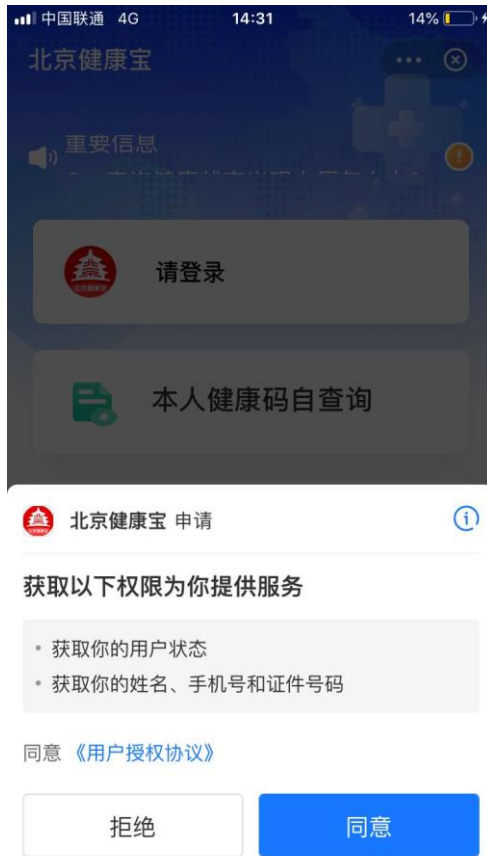 中国联通 4G 14:31 14%
北京健康宝
重要信息
请登录
本人健康码自查询
北京健康宝 申请
获取以下权限为你提供服务
• 获取你的用户状态
• 获取你的姓名、手机号和证件号码
同意《用户授权协议》
拒绝 同意